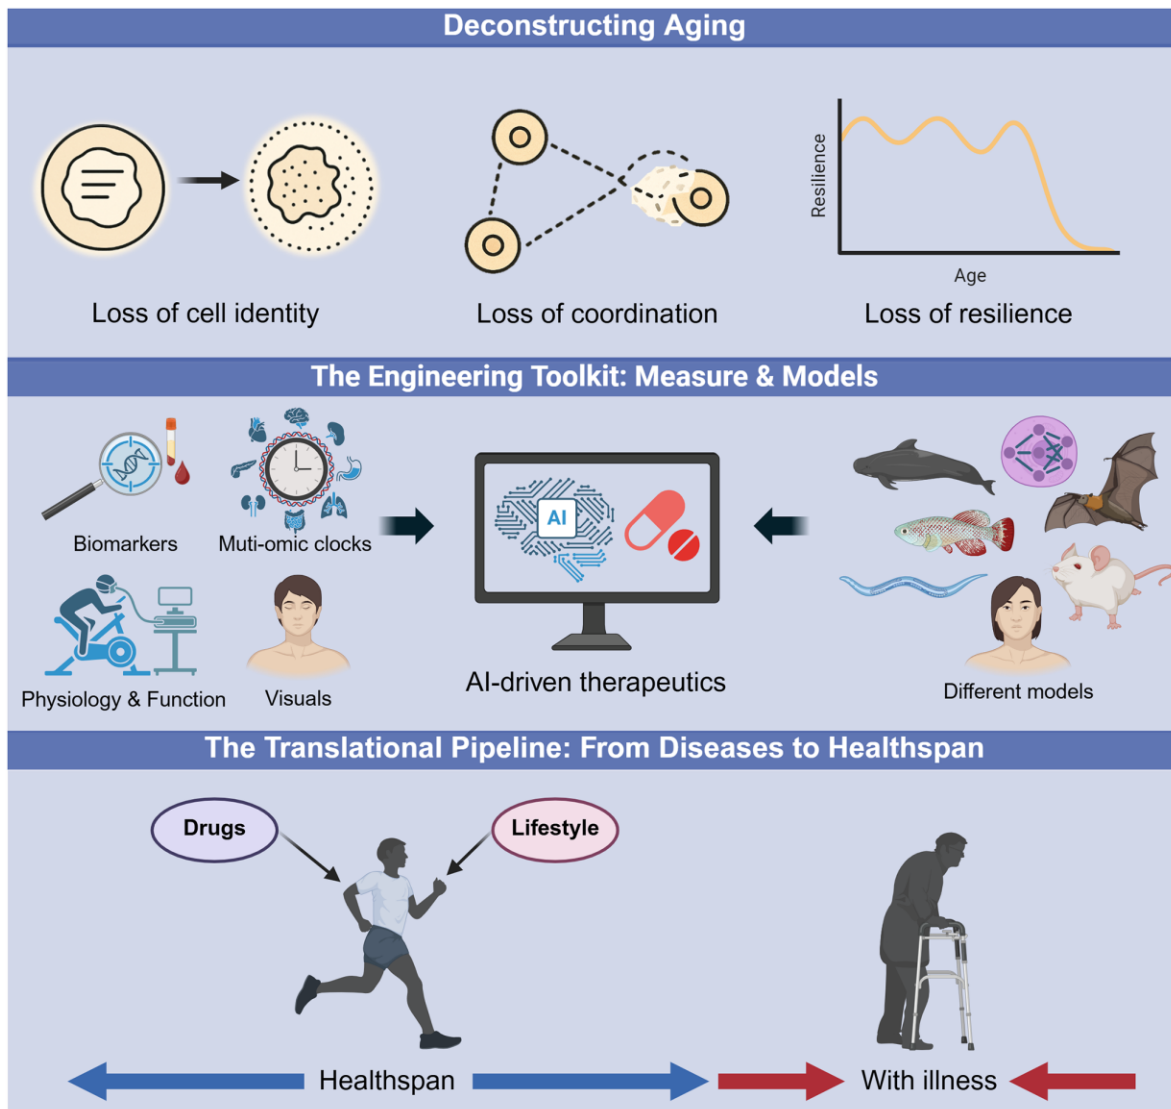 Deconstructing Aging
Resilience
Age
Loss of cell identity
Loss of coordination
Loss of resilience
The Engineering Toolkit: Measure & Models
AI
Biomarkers
Muti-omic clocks
Physiology & Function
Visuals
AI-driven therapeutics
Different models
The Translational Pipeline: From Diseases to Healthspan
Drugs
Lifestyle
Healthspan
With illness